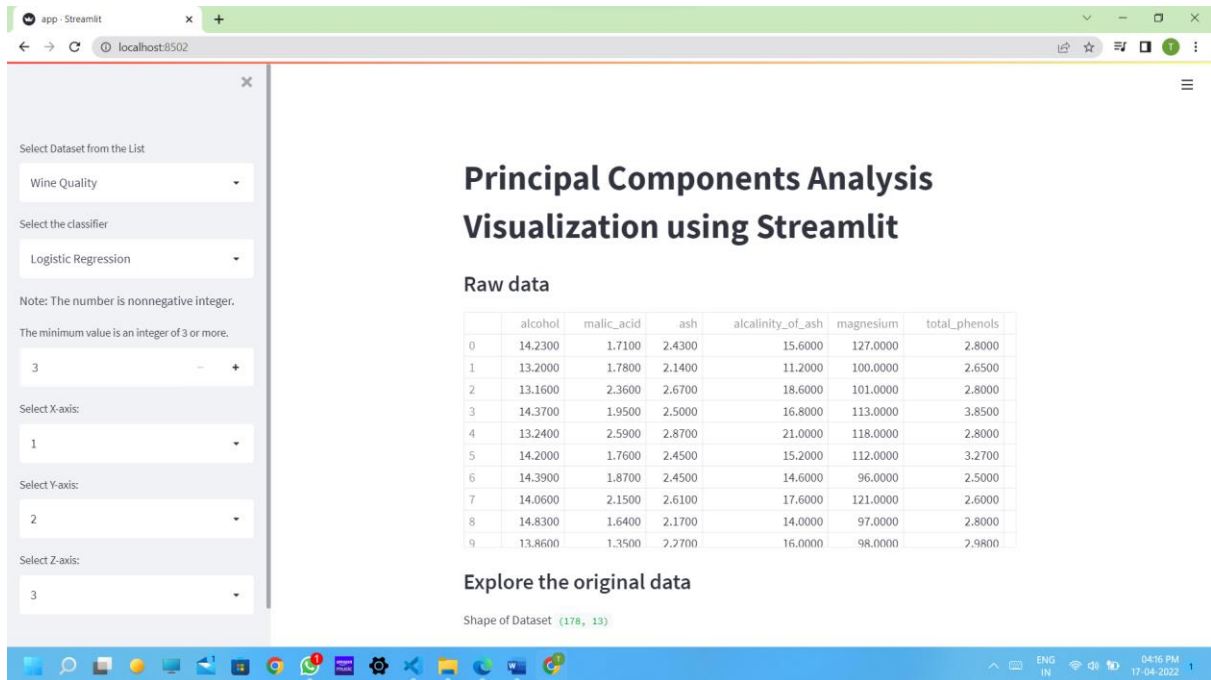 app · Streamlit
localhost:8502
T
Select Dataset from the List
Wine Quality
Select the classifier
Logistic Regression
Note: The number is nonnegative integer.
The minimum value is an integer of 3 or more.
3
Select X-axis:
1
Select Y-axis:
2
Select Z-axis:
3
Principal Components Analysis
Visualization using Streamlit
Raw data
alcohol malic_acid ash alcalinity_of_ash magnesium total_phenols
0 14.2300 1.7100 2.4300 15.6000 127.0000 2.8000
1 13.2000 1.7800 2.1400 11.2000 100.0000 2.6500
2 13.1600 2.3600 2.6700 18.6000 101.0000 2.8000
3 14.3700 1.9500 2.5000 16.8000 113.0000 3.8500
4 13.2400 2.5900 2.8700 21.0000 118.0000 2.8000
5 14.2000 1.7600 2.4500 15.2000 112.0000 3.2700
6 14.3900 1.8700 2.4500 14.6000 96.0000 2.5000
7 14.0600 2.1500 2.6100 17.6000 121.0000 2.6000
8 14.8300 1.6400 2.1700 14.0000 97.0000 2.8000
9 13.8600 1.3500 2.2700 16.0000 98.0000 2.9800
Explore the original data
Shape of Dataset (178, 13)
ENG
IN
04:16 PM
17-04-2022
1